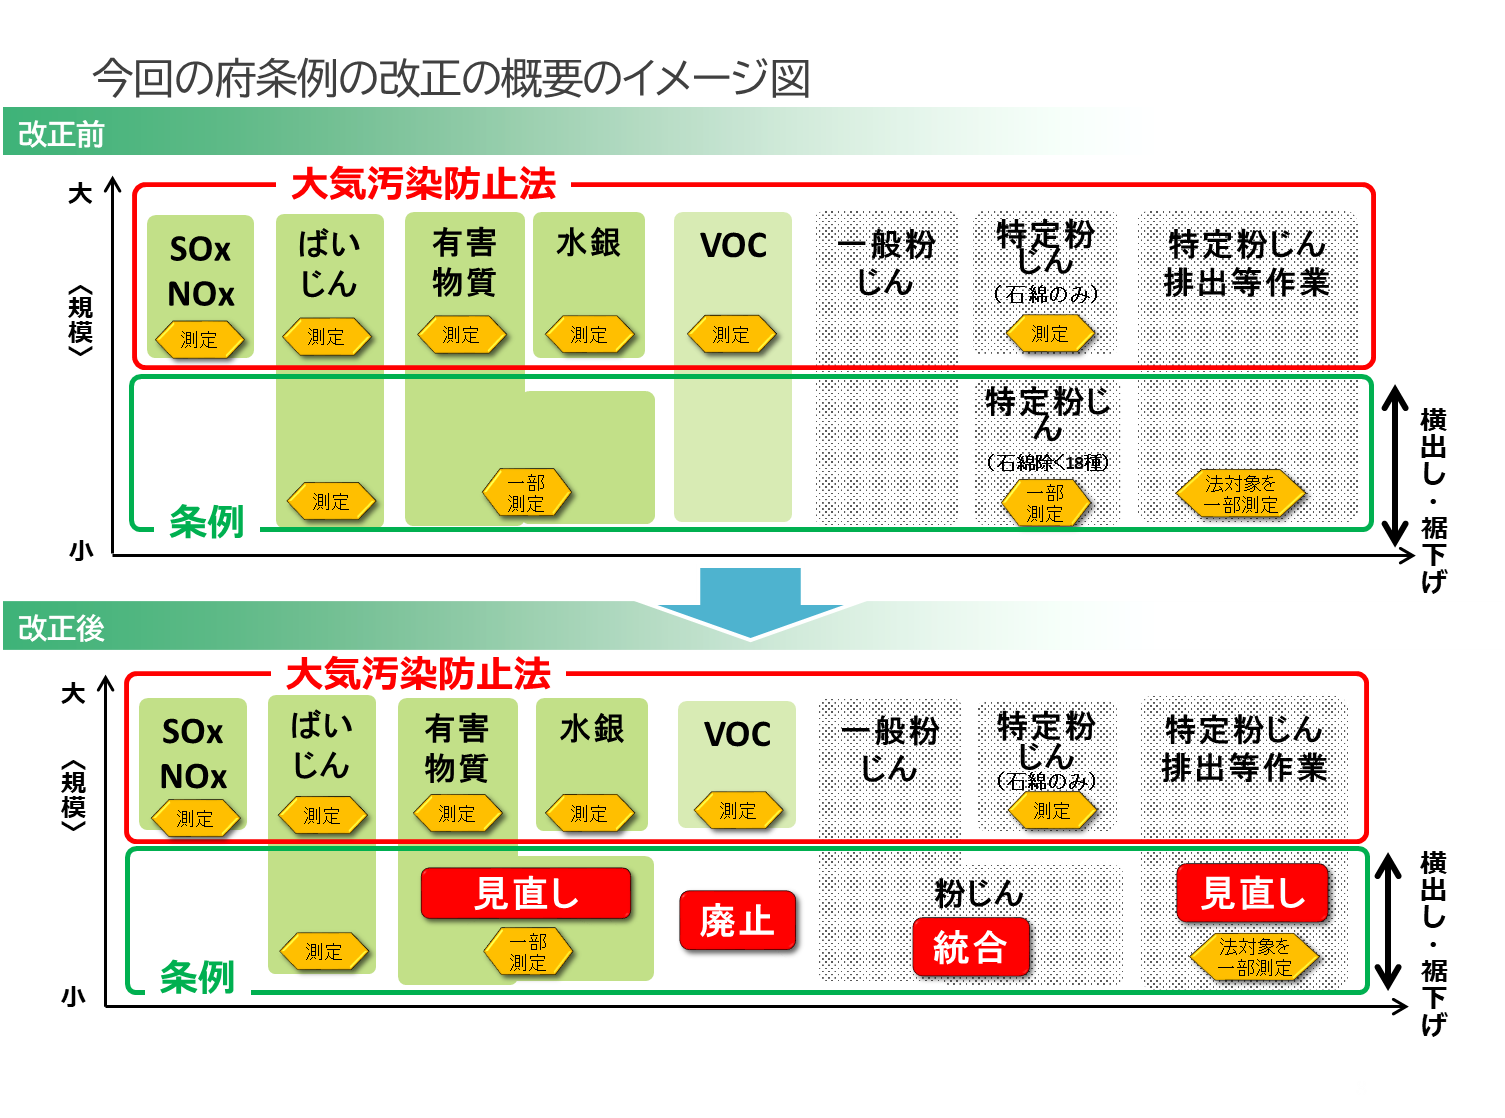 今回の府条例の改正の概要のイメージ図
改正前
大気汚染防止法
大
〈規模〉
小
SOx
NOx
測定
ばい
じん
測定
有害
物質
測定
水銀
測定
VOC
測定
一般粉
じん
特定粉
じん
（石綿のみ）
測定
特定粉じん
排出等作業
条例
測定
一部
測定
特定粉じ
ん
（石綿除く18種）
一部
測定
法対象を
一部測定
横出し・裾下げ
改正後
大気汚染防止法
大
〈規模〉
小
SOx
NOx
測定
ばい
じん
測定
有害
物質
測定
水銀
測定
VOC
測定
一般粉
じん
特定粉
じん
（石綿のみ）
測定
特定粉じん
排出等作業
条例
測定
見直し
一部
測定
廃止
粉じん
統合
見直し
法対象を
一部測定
横出し・裾下げ